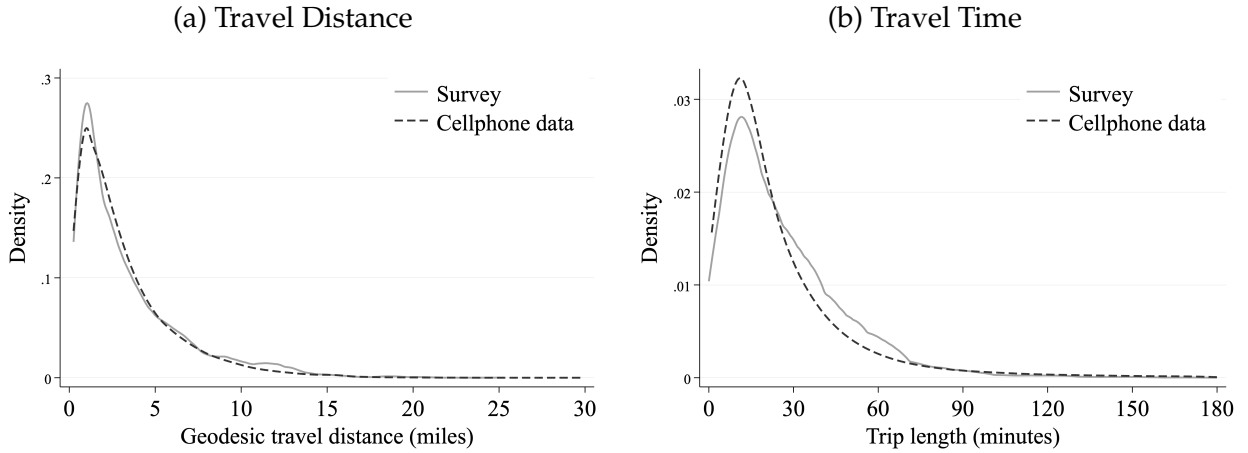 (a) Travel Distance
.3
.2
.1
0
Density
Survey
Cellphone data
0 5 10 15 20 25 30
Geodesic travel distance (miles)
(b) Travel Time
.03
.02
.01
0
Density
Survey
Cellphone data
0 30 60 90 120 150 180
Trip length (minutes)